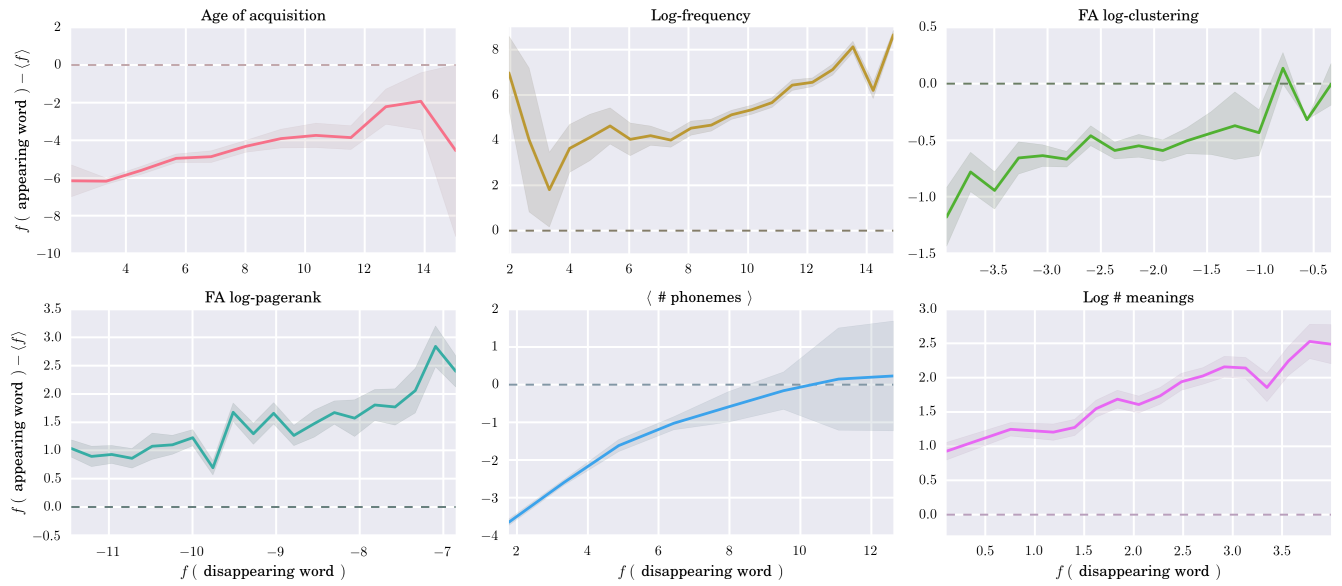 Age of acquisition
f ( appearing word ) − ⟨f⟩
2
0
−2
−4
−6
−8
−10
4 6 8 10 12 14
Log-frequency
8
6
4
2
0
2 4 6 8 10 12 14
FA log-clustering
0.5
0.0
−0.5
−1.0
−1.5
−3.5 −3.0 −2.5 −2.0 −1.5 −1.0 −0.5
FA log-pagerank
f ( appearing word ) − ⟨f⟩
3.5
3.0
2.5
2.0
1.5
1.0
0.5
0.0
−0.5
−11 −10 −9 −8 −7
f ( disappearing word )
⟨ # phonemes ⟩
2
1
0
−1
−2
−3
−4
2 4 6 8 10 12
f ( disappearing word )
Log # meanings
3.0
2.5
2.0
1.5
1.0
0.5
0.0
0.5 1.0 1.5 2.0 2.5 3.0 3.5
f ( disappearing word )